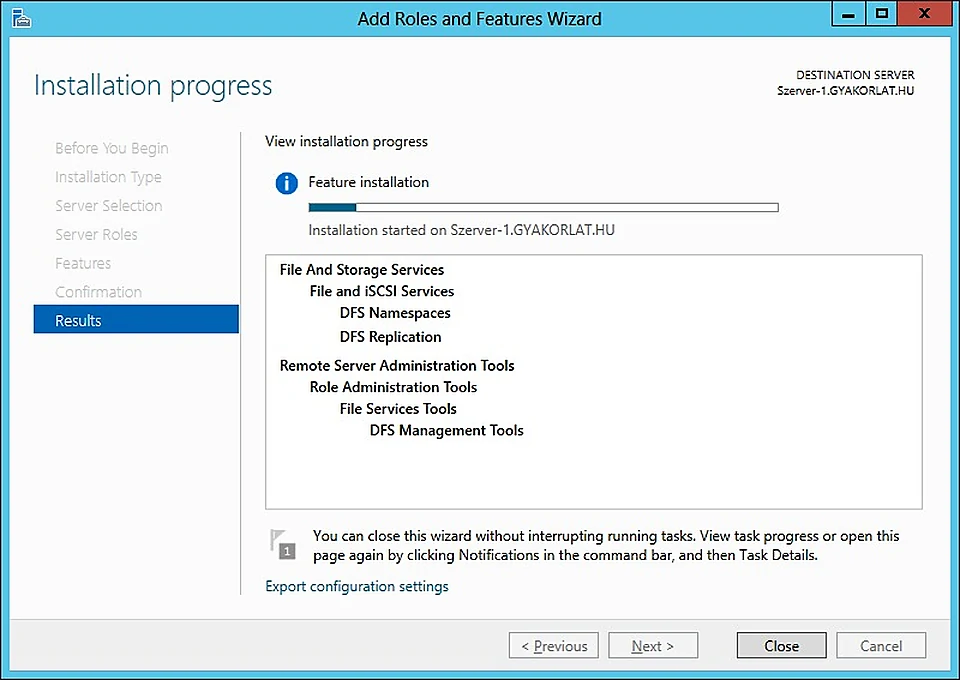 Add Roles and Features Wizard
Installation progress
DESTINATION SERVER
Szerver-1.GYAKORLAT.HU
Before You Begin
Installation Type
Server Selection
Server Roles
Features
Confirmation
Results
View installation progress
Feature installation
Installation started on Szerver-1.GYAKORLAT.HU
File And Storage Services
File and iSCSI Services
DFS Namespaces
DFS Replication
Remote Server Administration Tools
Role Administration Tools
File Services Tools
DFS Management Tools
1
You can close this wizard without interrupting running tasks. View task progress or open this
page again by clicking Notifications in the command bar, and then Task Details.
Export configuration settings
< Previous
Next >
Close
Cancel